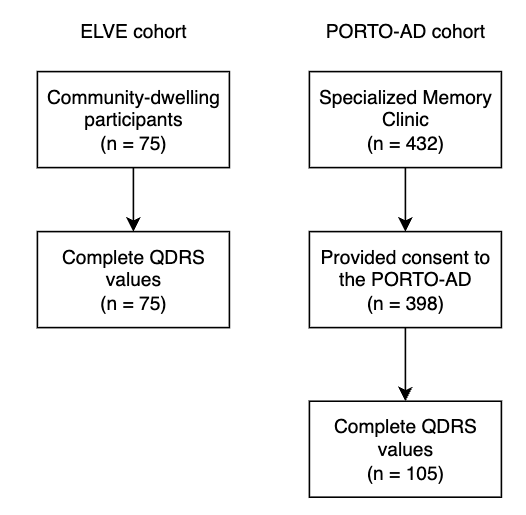 ELVE cohort
PORTO-AD cohort
Community-dwelling
participants
(n = 75)
Specialized Memory
Clinic
(n = 432)
Complete QDRS
values
(n = 75)
Provided consent to
the PORTO-AD
(n = 398)
Complete QDRS
values
(n = 105)